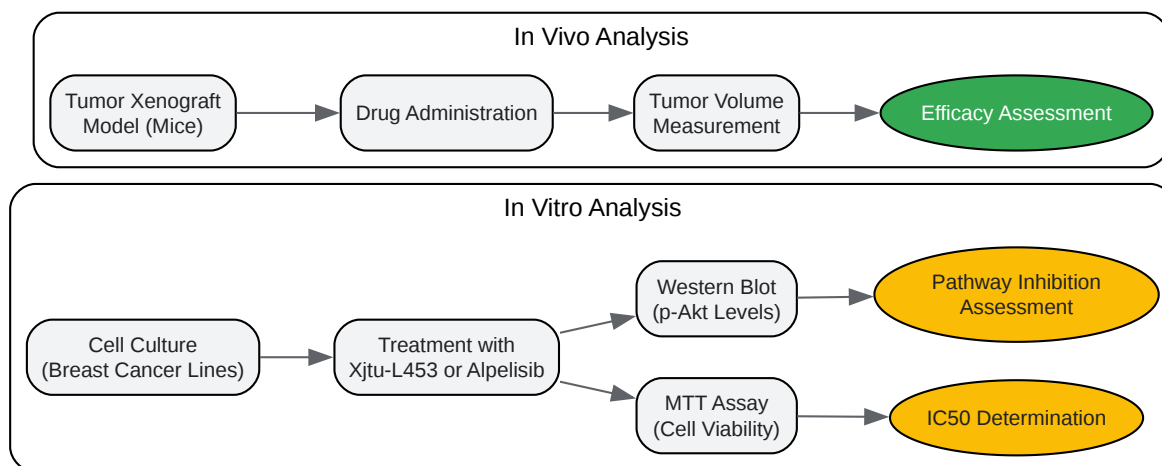 In Vivo Analysis
Tumor Xenograft
Model (Mice)
Drug Administration
Tumor Volume
Measurement
Efficacy Assessment
In Vitro Analysis
Cell Culture
(Breast Cancer Lines)
Treatment with
Xjtu-L453 or Alpelisib
Western Blot
(p-Akt Levels)
Pathway Inhibition
Assessment
MTT Assay
(Cell Viability)
IC50 Determination